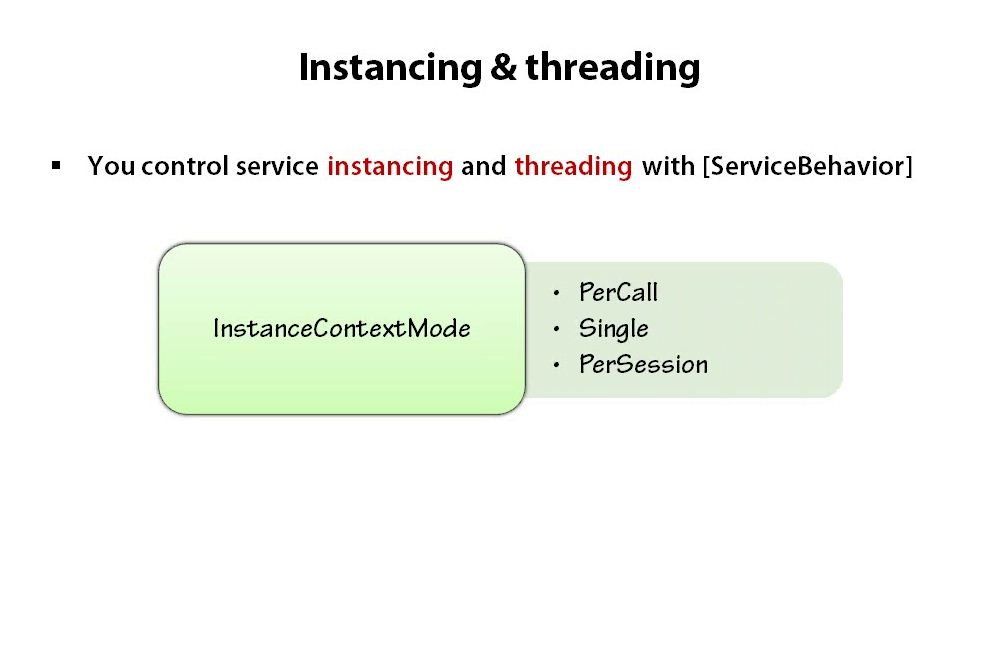 Instancing & threading
▪ You control service instancing and threading with [ServiceBehavior]
InstanceContextMode
• PerCall
• Single
• PerSession